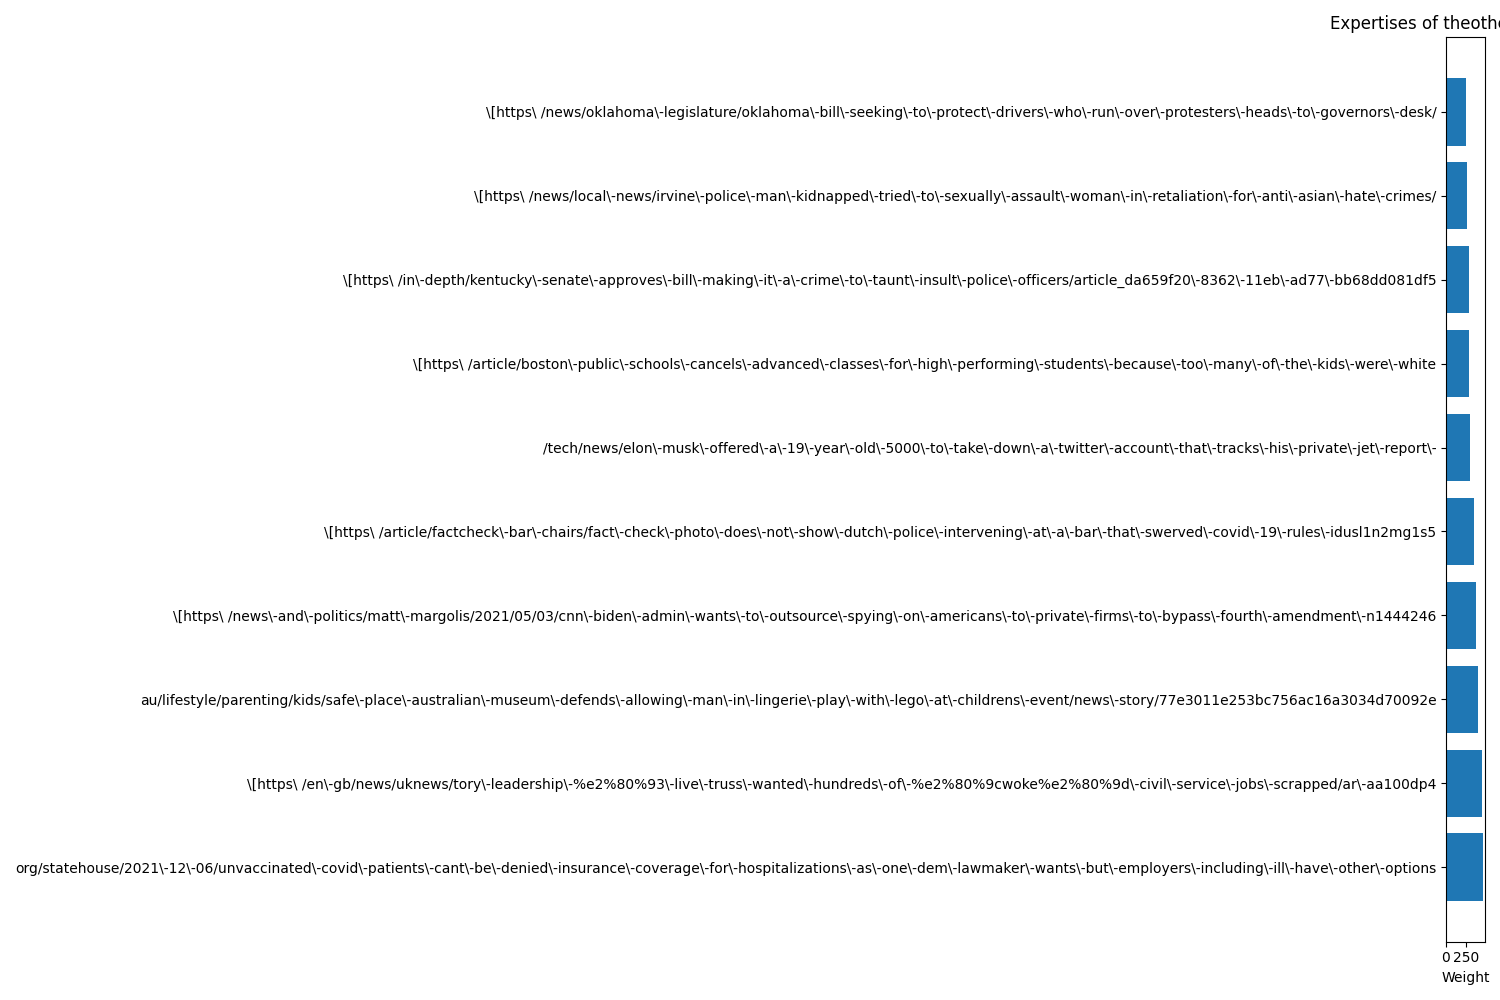 Expertises of theothe
\[https\ /news/oklahoma\-legislature/oklahoma\-bill\-seeking\-to\-protect\-drivers\-who\-run\-over\-protesters\-heads\-to\-governors\-desk/
\[https\ /news/local\-news/irvine\-police\-man\-kidnapped\-tried\-to\-sexually\-assault\-woman\-in\-retaliation\-for\-anti\-asian\-hate\-crimes/
\[https\ /in\-depth/kentucky\-senate\-approves\-bill\-making\-it\-a\-crime\-to\-taunt\-insult\-police\-officers/article_da659f20\-8362\-11eb\-ad77\-bb68dd081df5
\[https\ /article/boston\-public\-schools\-cancels\-advanced\-classes\-for\-high\-performing\-students\-because\-too\-many\-of\-the\-kids\-were\-white
/tech/news/elon\-musk\-offered\-a\-19\-year\-old\-5000\-to\-take\-down\-a\-twitter\-account\-that\-tracks\-his\-private\-jet\-report\-
\[https\ /article/factcheck\-bar\-chairs/fact\-check\-photo\-does\-not\-show\-dutch\-police\-intervening\-at\-a\-bar\-that\-swerved\-covid\-19\-rules\-idusl1n2mg1s5
\[https\ /news\-and\-politics/matt\-margolis/2021/05/03/cnn\-biden\-admin\-wants\-to\-outsource\-spying\-on\-americans\-to\-private\-firms\-to\-bypass\-fourth\-amendment\-n1444246
au/lifestyle/parenting/kids/safe\-place\-australian\-museum\-defends\-allowing\-man\-in\-lingerie\-play\-with\-lego\-at\-childrens\-event/news\-story/77e3011e253bc756ac16a3034d70092e
\[https\ /en\-gb/news/uknews/tory\-leadership\-%e2%80%93\-live\-truss\-wanted\-hundreds\-of\-%e2%80%9cwoke%e2%80%9d\-civil\-service\-jobs\-scrapped/ar\-aa100dp4
org/statehouse/2021\-12\-06/unvaccinated\-covid\-patients\-cant\-be\-denied\-insurance\-coverage\-for\-hospitalizations\-as\-one\-dem\-lawmaker\-wants\-but\-employers\-including\-ill\-have\-other\-options
0 250
Weight